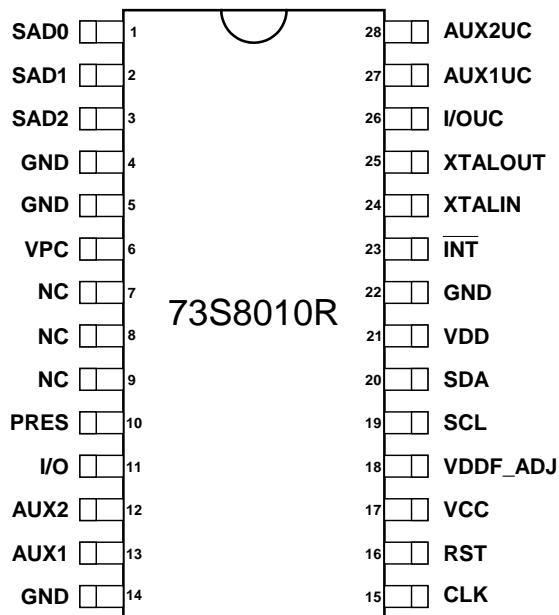 SAD0 1 28 AUX2UC
SAD1 2 27 AUX1UC
SAD2 3 26 I/OUC
GND 4 25 XTALOUT
GND 5 24 XTALIN
VPC 6 23 INT
NC 7 22 GND
73S8010R
NC 8 21 VDD
NC 9 20 SDA
PRES 10 19 SCL
I/O 11 18 VDDF_ADJ
AUX2 12 17 VCC
AUX1 13 16 RST
GND 14 15 CLK